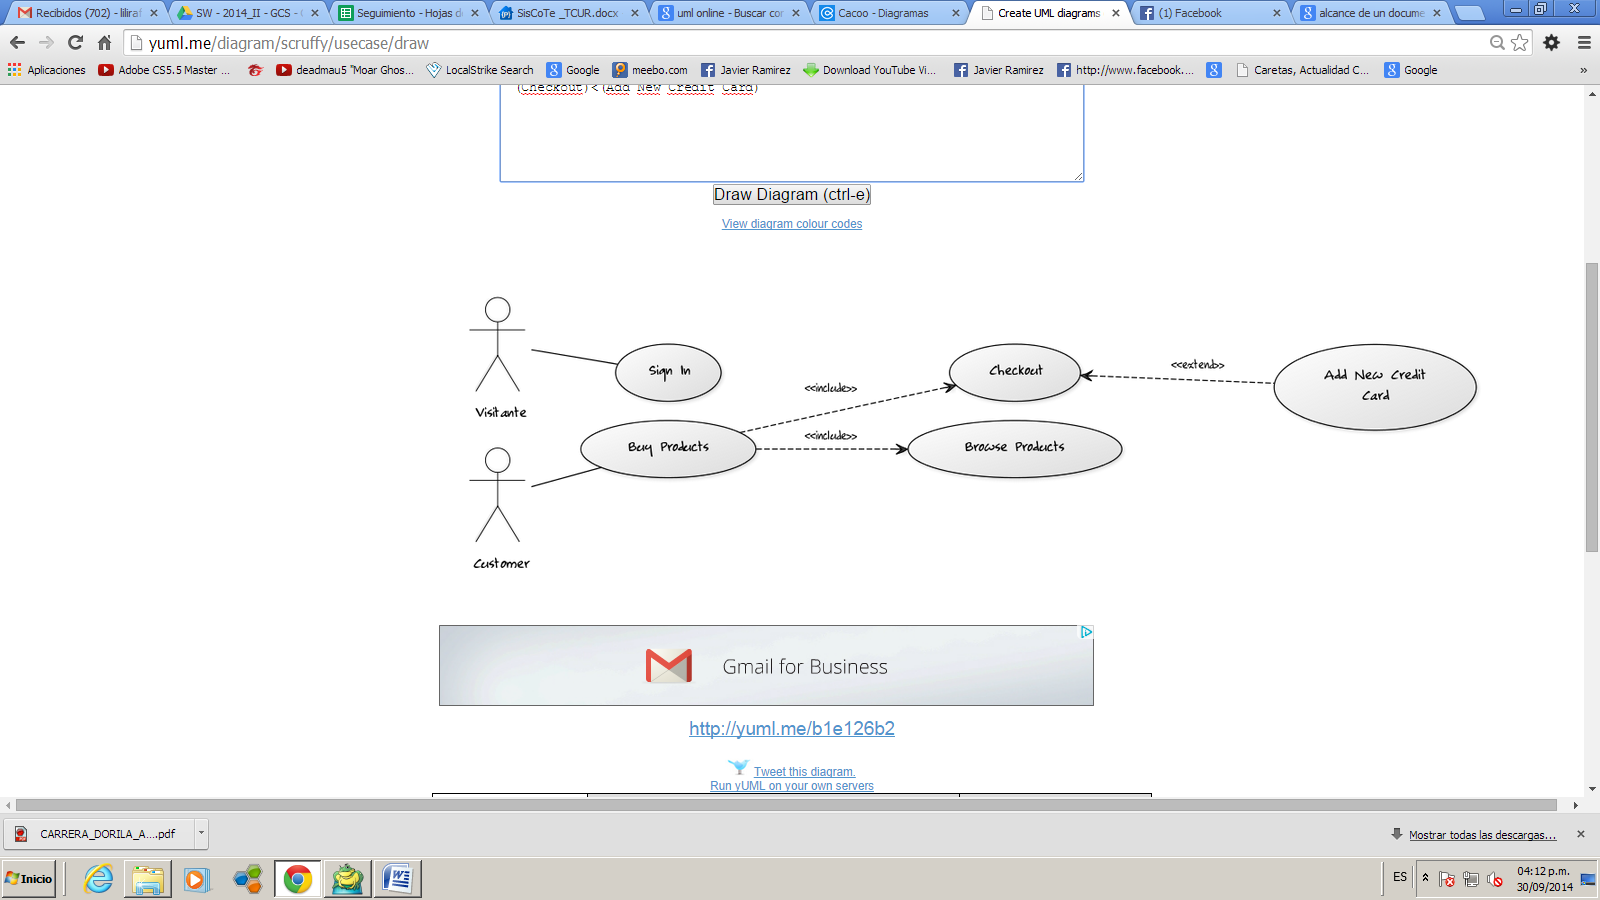 Recibidos (702) - liliraf
SW - 2014_II - GCS - G
Seguimiento - Hojas de
SisCoTe _TCUR.docx
uml online - Buscar con
Cacoo - Diagramas
Create UML diagrams
(1) Facebook
alcance de un docume
yuml.me/diagram/scruffy/usecase/draw
Aplicaciones
Adobe CS5.5 Master ...
deadmau5 "Moar Ghos...
LocalStrike Search
Google
meebo.com
Javier Ramirez
Download YouTube Vi...
Javier Ramirez
http://www.facebook....
Caretas, Actualidad C...
Google
»
(Checkout)<(Add New Credit Card)
Draw Diagram (ctrl-e)
View diagram colour codes
Sign In
Checkout
<<extend>>
Add New Credit
Card
<<include>>
Visitante
Buy Products
<<include>>
Browse Products
Customer
Gmail for Business
http://yuml.me/b1e126b2
Tweet this diagram.
Run yUML on your own servers
CARRERA_DORILA_A....pdf
Mostrar todas las descargas...
Inicio
ES
04:12 p.m.
30/09/2014